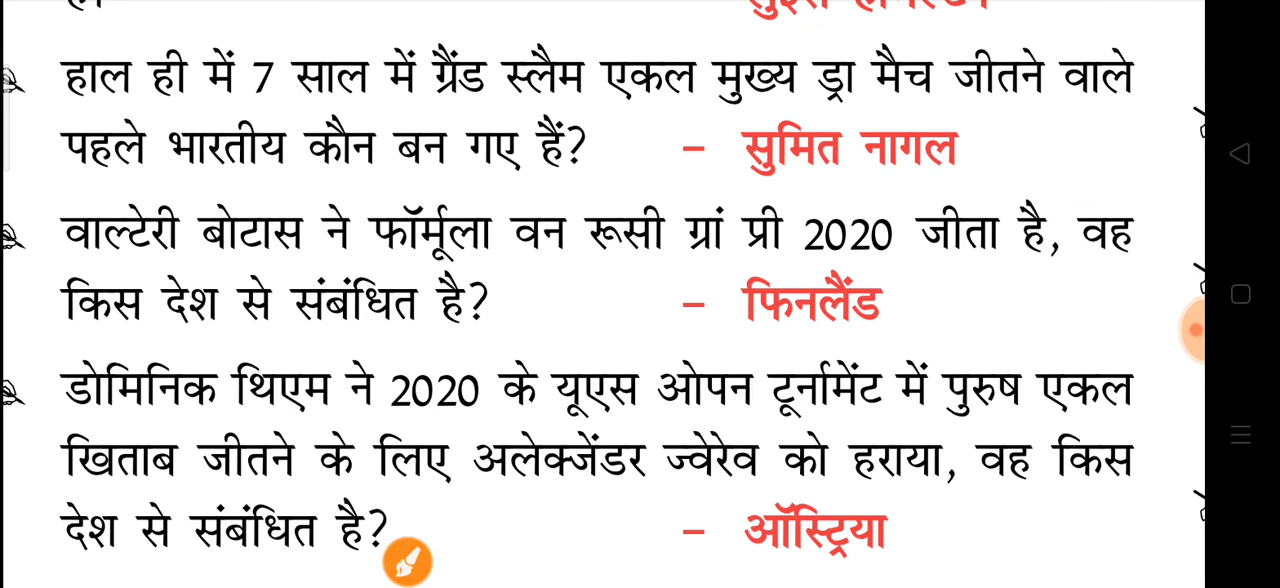 हाल ही में 7 साल में ग्रैंड स्लैम एकल मुख्य ड्रा मैच जीतने वाले
पहले भारतीय कौन बन गए हैं? – सुमित नागल
वाल्टेरी बोटास ने फॉर्मूला वन रूसी ग्रां प्री 2020 जीता है, वह
किस देश से संबंधित है? – फिनलैंड
डोमिनिक थिएम ने 2020 के यूएस ओपन टूर्नामेंट में पुरुष एकल
खिताब जीतने के लिए अलेक्जेंडर ज्वेरेव को हराया, वह किस
देश से संबंधित है? – ऑस्ट्रिया